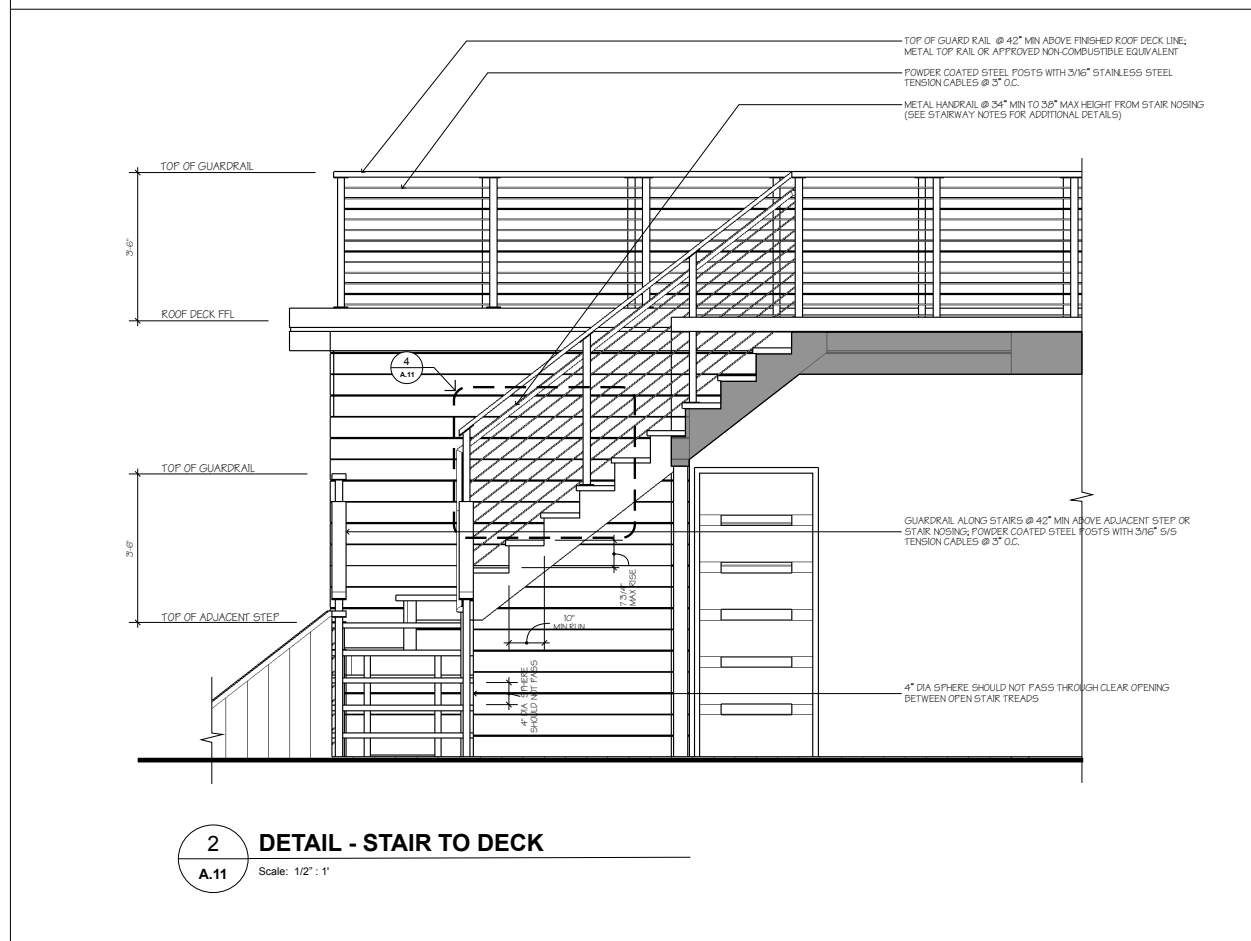 TOP OF GUARD RAIL @ 42" MIN ABOVE FINISHED ROOF DECK LINE;
METAL TOP RAIL OR APPROVED NON-COMBUSTIBLE EQUIVALENT
POWDER COATED STEEL POSTS WITH 3/16" STAINLESS STEEL
TENSION CABLES @ 3" O.C.
METAL HANDRAIL @ 34" MIN TO 38" MAX HEIGHT FROM STAIR NOSING
(SEE STAIRWAY NOTES FOR ADDITIONAL DETAILS)
TOP OF GUARDRAIL
3'-6"
ROOF DECK FFL
4
A.11
TOP OF GUARDRAIL
3'-6"
TOP OF ADJACENT STEP
GUARDRAIL ALONG STAIRS @ 42" MIN ABOVE ADJACENT STEP OR
STAIR NOSING; POWDER COATED STEEL POSTS WITH 3/16" S/S
TENSION CABLES @ 3" O.C.
7 3/4"
MAX RISE
10"
MIN RUN
4" DIA SPHERE
SHOULD NOT PASS
4" DIA SPHERE SHOULD NOT PASS THROUGH CLEAR OPENING
BETWEEN OPEN STAIR TREADS
2
A.11
DETAIL - STAIR TO DECK
Scale: 1/2" : 1'